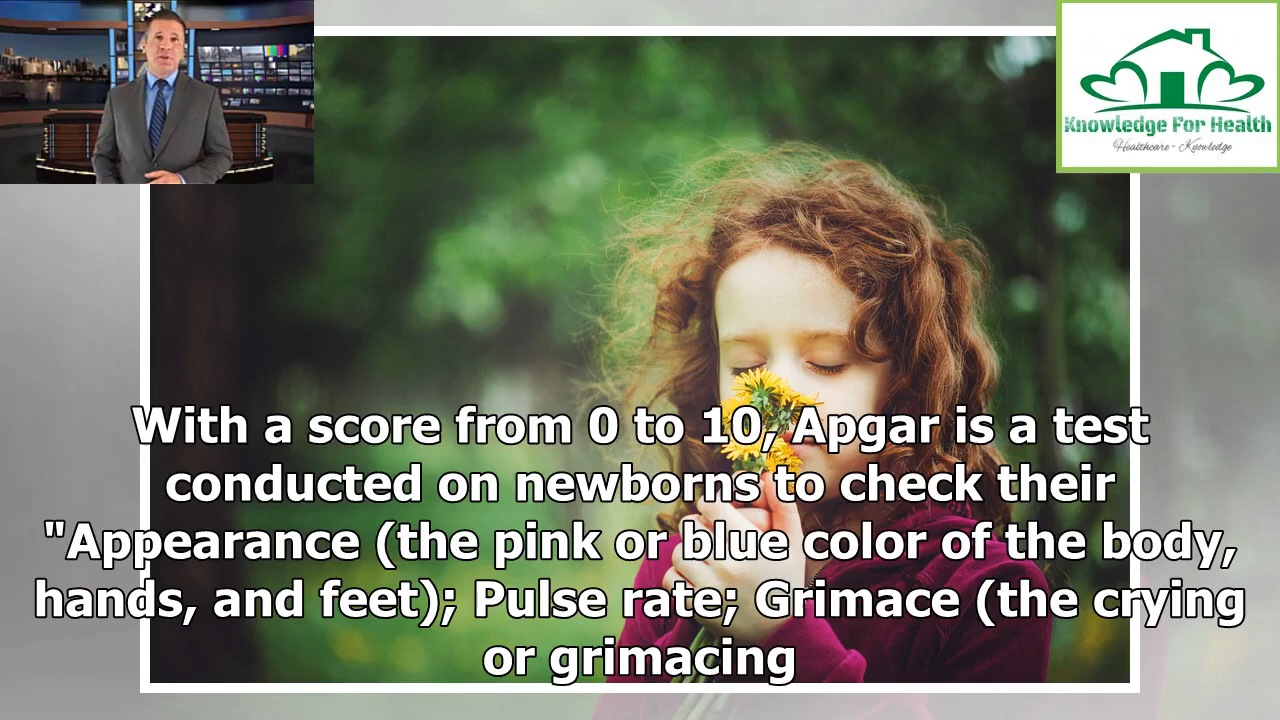 Knowledge For Health
Healthcare - Knowledge
With a score from 0 to 10, Apgar is a test
conducted on newborns to check their
"Appearance (the pink or blue color of the body,
hands, and feet); Pulse rate; Grimace (the crying
or grimacing